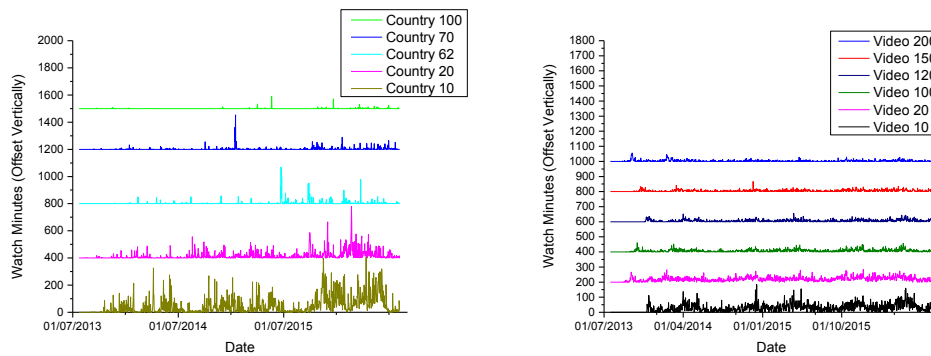 Country 100
Country 70
Country 62
Country 20
Country 10
2000
1800
1600
1400
1200
1000
800
600
400
200
0
Watch Minutes (Offset Vertically)
01/07/2013
01/07/2014
01/07/2015
Date
Video 200
Video 150
Video 120
Video 100
Video 20
Video 10
1800
1700
1600
1500
1400
1300
1200
1100
1000
900
800
700
600
500
400
300
200
100
0
Watch Minutes (Offset Vertically)
01/07/2013
01/04/2014
01/01/2015
01/10/2015
Date